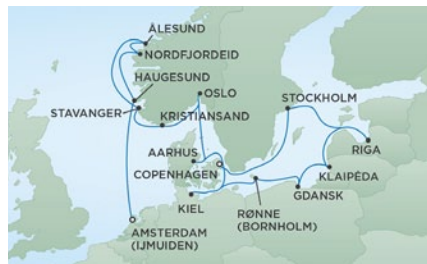 ÅLESUND
NORDFJORDEID
HAUGESUND
OSLO
STAVANGER
KRISTIANSAND
STOCKHOLM
AARHUS
RIGA
COPENHAGEN
KLAIPĖDA
KIEL
GDANSK
RØNNE
(BORNHOLM)
AMSTERDAM
(IJMUIDEN)